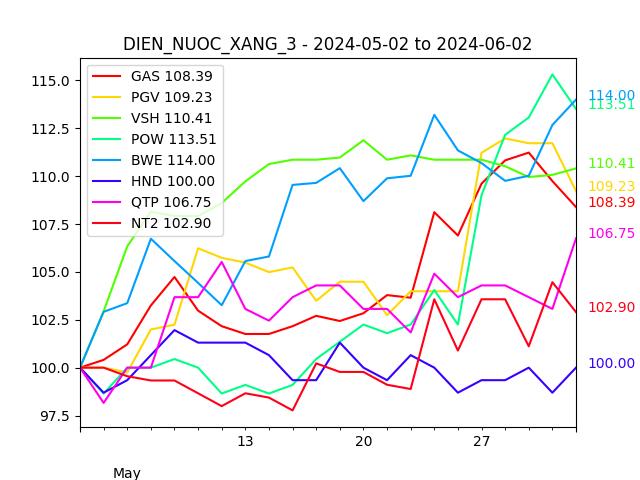 DIEN_NUOC_XANG_3 - 2024-05-02 to 2024-06-02
115.0
112.5
110.0
107.5
105.0
102.5
100.0
97.5
GAS 108.39
PGV 109.23
VSH 110.41
POW 113.51
BWE 114.00
HND 100.00
QTP 106.75
NT2 102.90
114.00
113.51
110.41
109.23
108.39
106.75
102.90
100.00
13
20
27
May